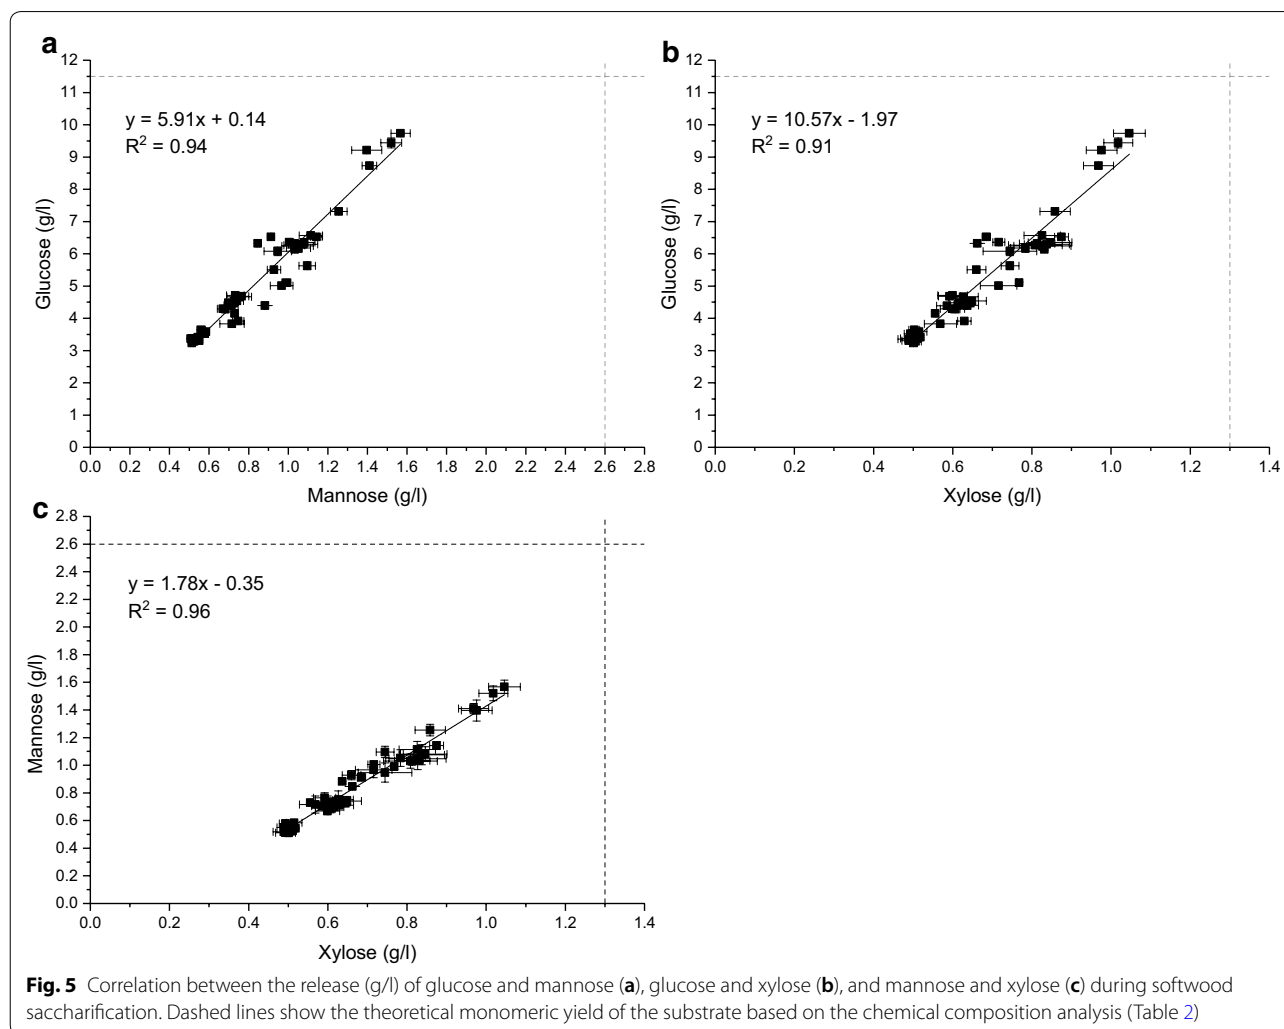 a
12
11
10
9
8
7
6
5
4
3
2
1
0
Glucose (g/l)
y = 5.91x + 0.14
R² = 0.94
0.0 0.2 0.4 0.6 0.8 1.0 1.2 1.4 1.6 1.8 2.0 2.2 2.4 2.6 2.8
Mannose (g/l)
b
12
11
10
9
8
7
6
5
4
3
2
1
0
Glucose (g/l)
y = 10.57x - 1.97
R² = 0.91
0.0 0.2 0.4 0.6 0.8 1.0 1.2 1.4
Xylose (g/l)
c
2.8
2.6
2.4
2.2
2.0
1.8
1.6
1.4
1.2
1.0
0.8
0.6
0.4
0.2
0.0
Mannose (g/l)
y = 1.78x - 0.35
R² = 0.96
0.0 0.2 0.4 0.6 0.8 1.0 1.2 1.4
Xylose (g/l)
Fig. 5 Correlation between the release (g/l) of glucose and mannose (a), glucose and xylose (b), and mannose and xylose (c) during softwood
saccharification. Dashed lines show the theoretical monomeric yield of the substrate based on the chemical composition analysis (Table 2)